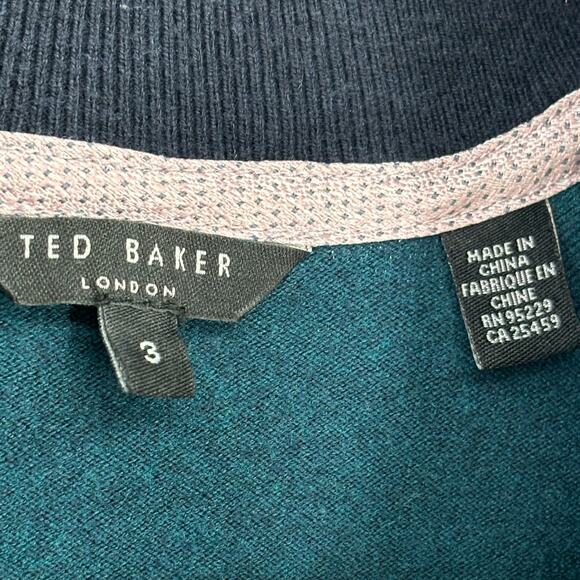 TED BAKER
LONDON
3
MADE IN
CHINA
FABRIQUE EN
CHINE
RN 95229
CA 25459